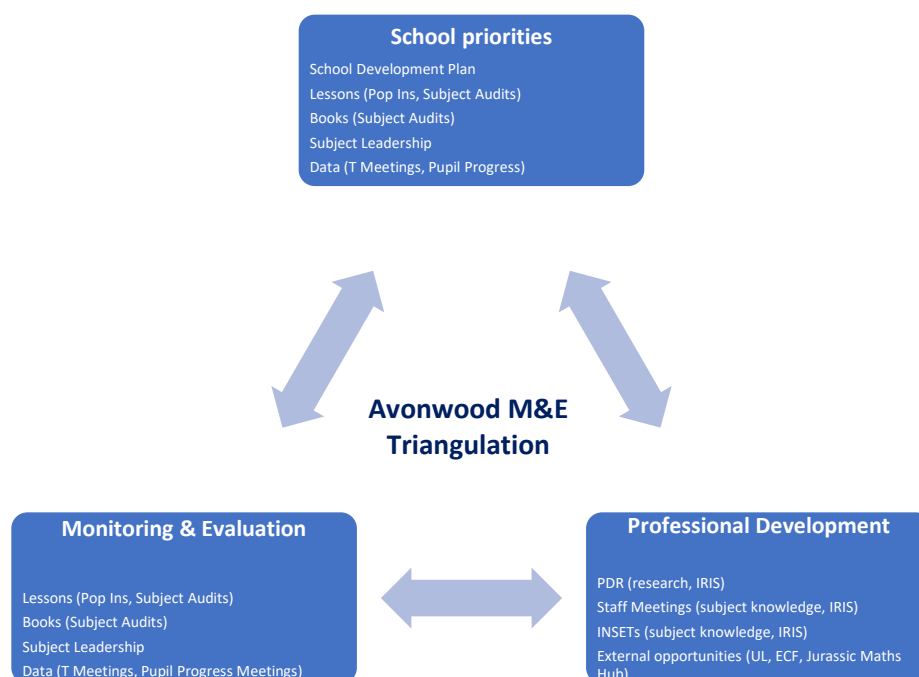 School priorities
School Development Plan
Lessons (Pop Ins, Subject Audits)
Books (Subject Audits)
Subject Leadership
Data (T Meetings, Pupil Progress)
Avonwood M&E
Triangulation
Monitoring & Evaluation
Lessons (Pop Ins, Subject Audits)
Books (Subject Audits)
Subject Leadership
Data (T Meetings, Pupil Progress Meetings)
Professional Development
PDR (research, IRIS)
Staff Meetings (subject knowledge, IRIS)
INSETs (subject knowledge, IRIS)
External opportunities (UL, ECF, Jurassic Maths
Hub)